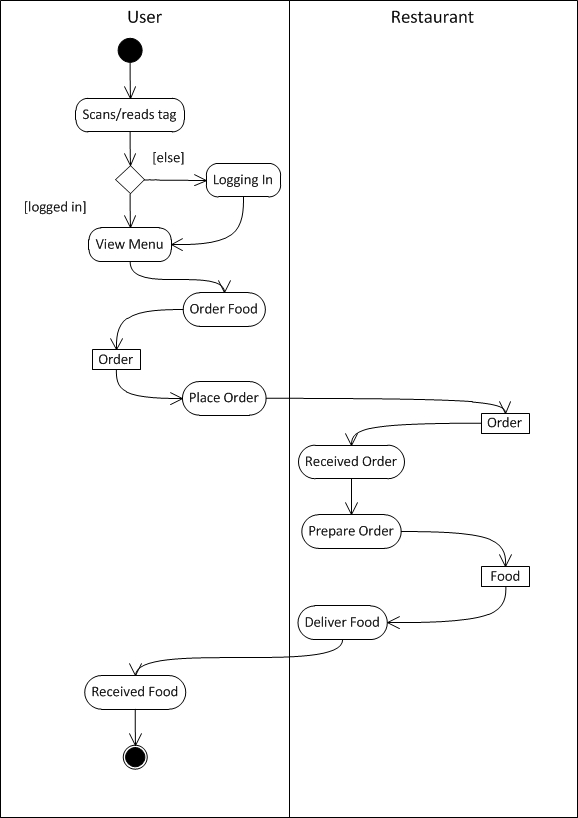 User
Restaurant
Scans/reads tag
[else]
Logging In
[logged in]
View Menu
Order Food
Order
Place Order
Order
Received Order
Prepare Order
Food
Deliver Food
Received Food